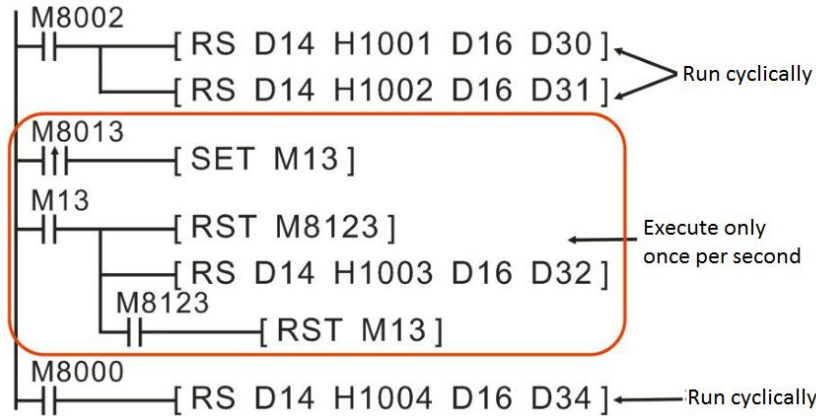 M8002
[ RS D14 H1001 D16 D30 ]
[ RS D14 H1002 D16 D31 ]
Run cyclically
M8013
[ SET M13 ]
M13
[ RST M8123 ]
Execute only
once per second
[ RS D14 H1003 D16 D32 ]
M8123
[ RST M13 ]
M8000
[ RS D14 H1004 D16 D34 ]
Run cyclically